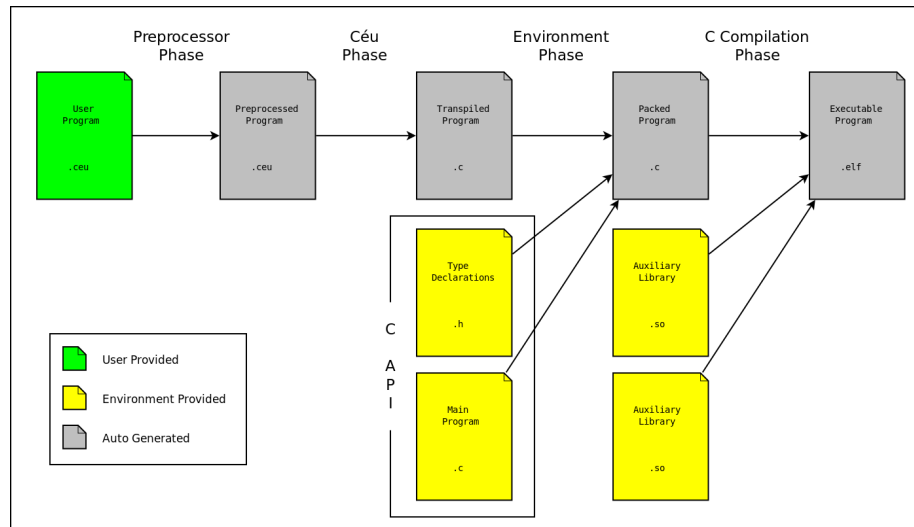 Preprocessor
Phase
Céu
Phase
Environment
Phase
C Compilation
Phase
User
Program
.ceu
Preprocessed
Program
.ceu
Transpiled
Program
.c
Packed
Program
.c
Executable
Program
.elf
C
A
P
I
Type
Declarations
.h
Auxiliary
Library
.so
Main
Program
.c
Auxiliary
Library
.so
User Provided
Environment Provided
Auto Generated